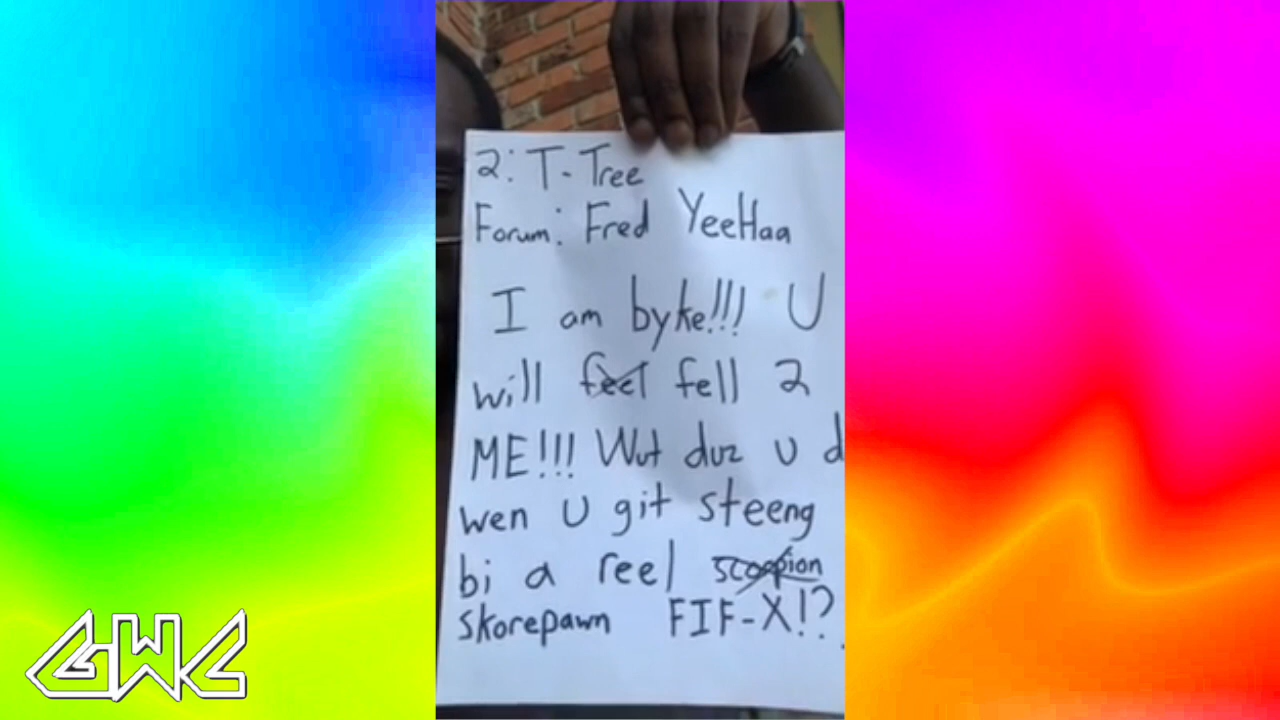 2: T-Tree
Forum: Fred YeeHaa
I am byke!!! U
will feel fell 2
ME!!! Wut duz u d
wen u git steeng
bi a reel scorpion
skorepawn FIF-X!?
GWC